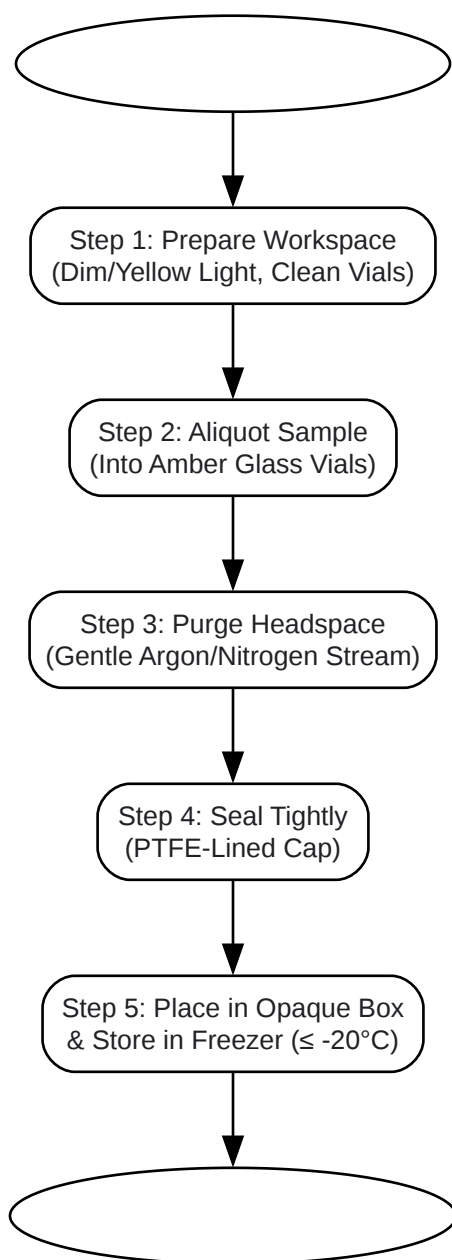 Step 1: Prepare Workspace
(Dim/Yellow Light, Clean Vials)
Step 2: Aliquot Sample
(Into Amber Glass Vials)
Step 3: Purge Headspace
(Gentle Argon/Nitrogen Stream)
Step 4: Seal Tightly
(PTFE-Lined Cap)
Step 5: Place in Opaque Box
& Store in Freezer (≤ -20°C)